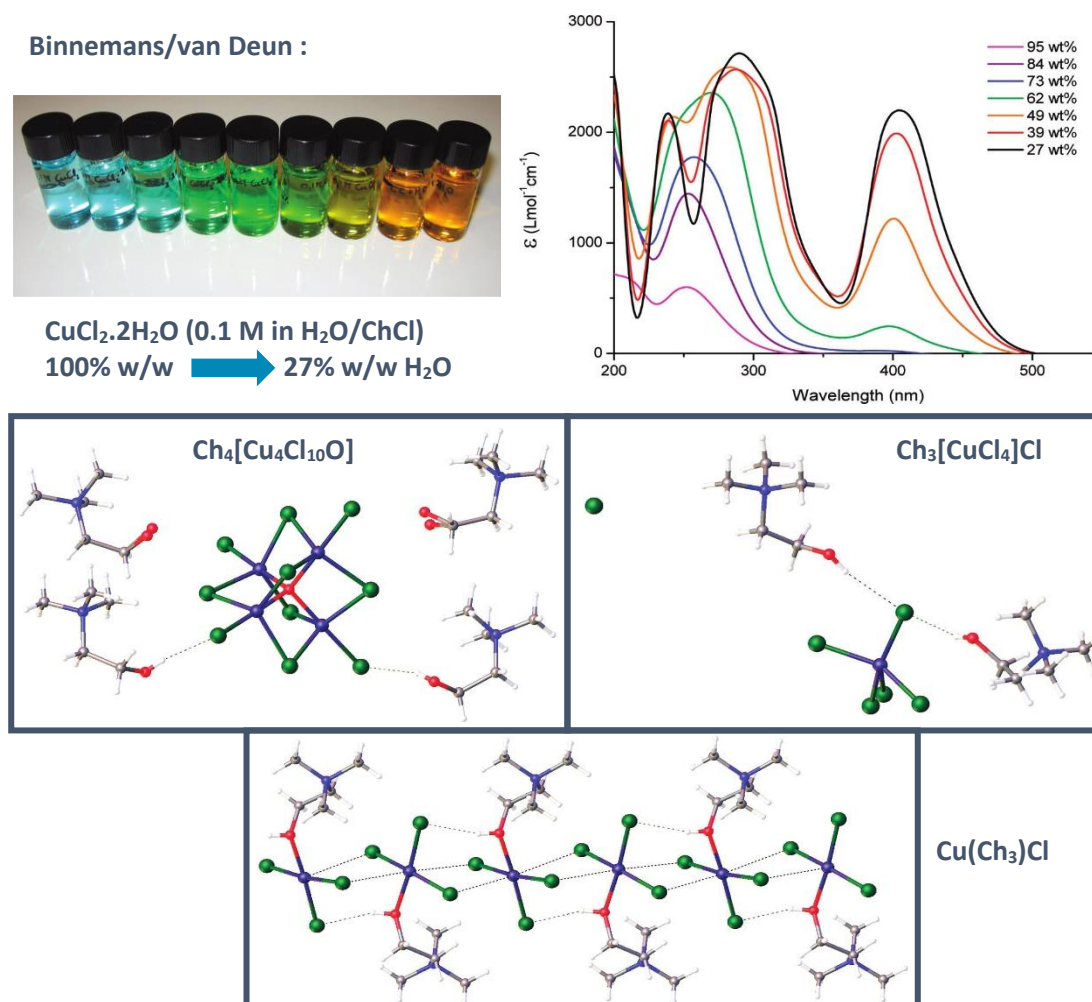 Binnemans/van Deun :
CuCl₂.2H₂O (0.1 M in H₂O/ChCl)
100% w/w 27% w/w H₂O
3000
2000
1000
0
ε (Lmol⁻¹cm⁻¹)
95 wt%
84 wt%
73 wt%
62 wt%
49 wt%
39 wt%
27 wt%
200 300 400 500
Wavelength (nm)
Ch₄[Cu₄Cl₁₀O]
Ch₃[CuCl₄]Cl
Cu(Ch₃)Cl